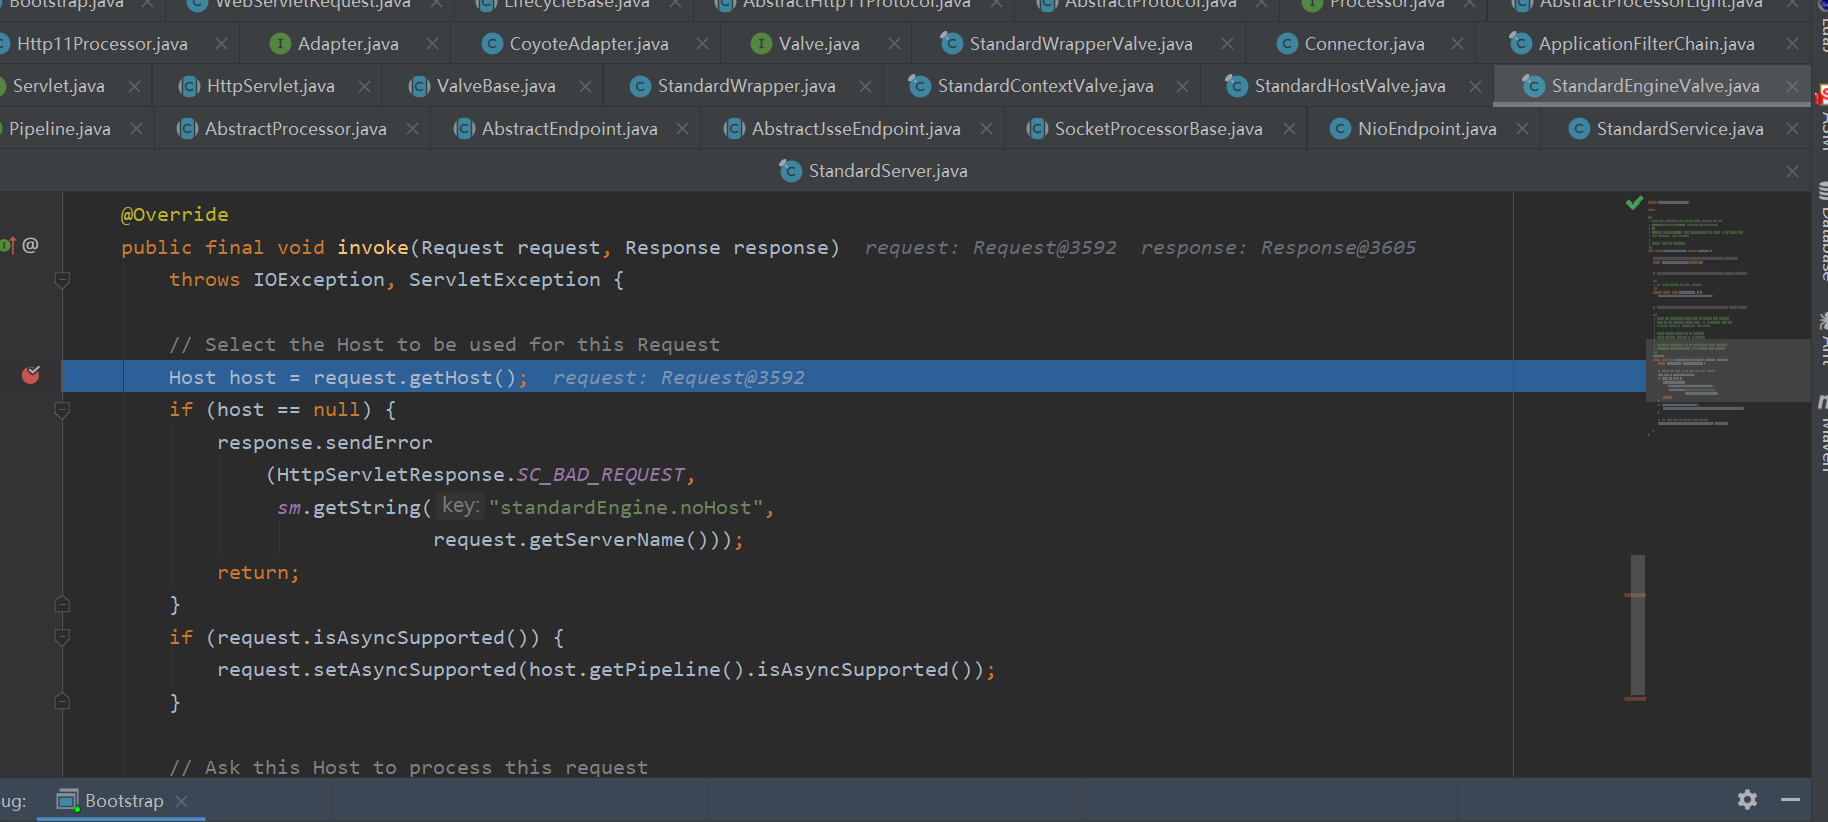 Bootstrap.java WebServletRequest.java LifecycleBase.java AbstractHttp11Protocol.java AbstractProtocol.java Processor.java AbstractProcessorLight.java
Http11Processor.java Adapter.java CoyoteAdapter.java Valve.java StandardWrapperValve.java Connector.java ApplicationFilterChain.java
Servlet.java HttpServlet.java ValveBase.java StandardWrapper.java StandardContextValve.java StandardHostValve.java StandardEngineValve.java
Pipeline.java AbstractProcessor.java AbstractEndpoint.java AbstractJsseEndpoint.java SocketProcessorBase.java NioEndpoint.java StandardService.java
StandardServer.java
@Override
public final void invoke(Request request, Response response) request: Request@3592 response: Response@3605
throws IOException, ServletException {
// Select the Host to be used for this Request
Host host = request.getHost(); request: Request@3592
if (host == null) {
response.sendError
(HttpServletResponse.SC_BAD_REQUEST,
sm.getString( key: "standardEngine.noHost",
request.getServerName()));
return;
}
if (request.isAsyncSupported()) {
request.setAsyncSupported(host.getPipeline().isAsyncSupported());
}
// Ask this Host to process this request
ug: Bootstrap
ASM
Database
Ant
Maven